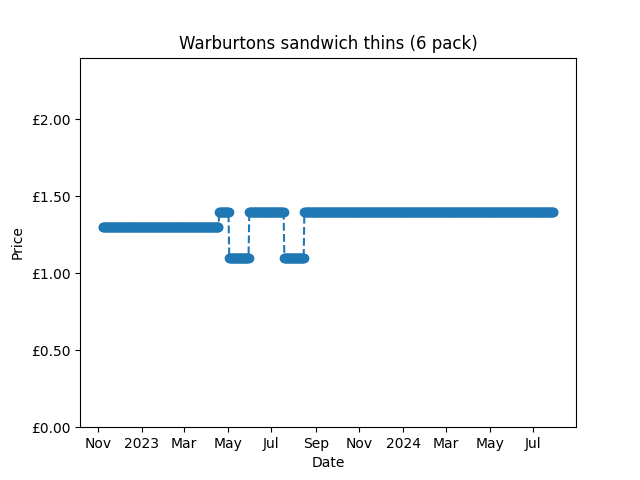 Warburtons sandwich thins (6 pack)
£2.00
£1.50
£1.00
£0.50
£0.00
Price
Nov 2023 Mar May Jul Sep Nov 2024 Mar May Jul
Date